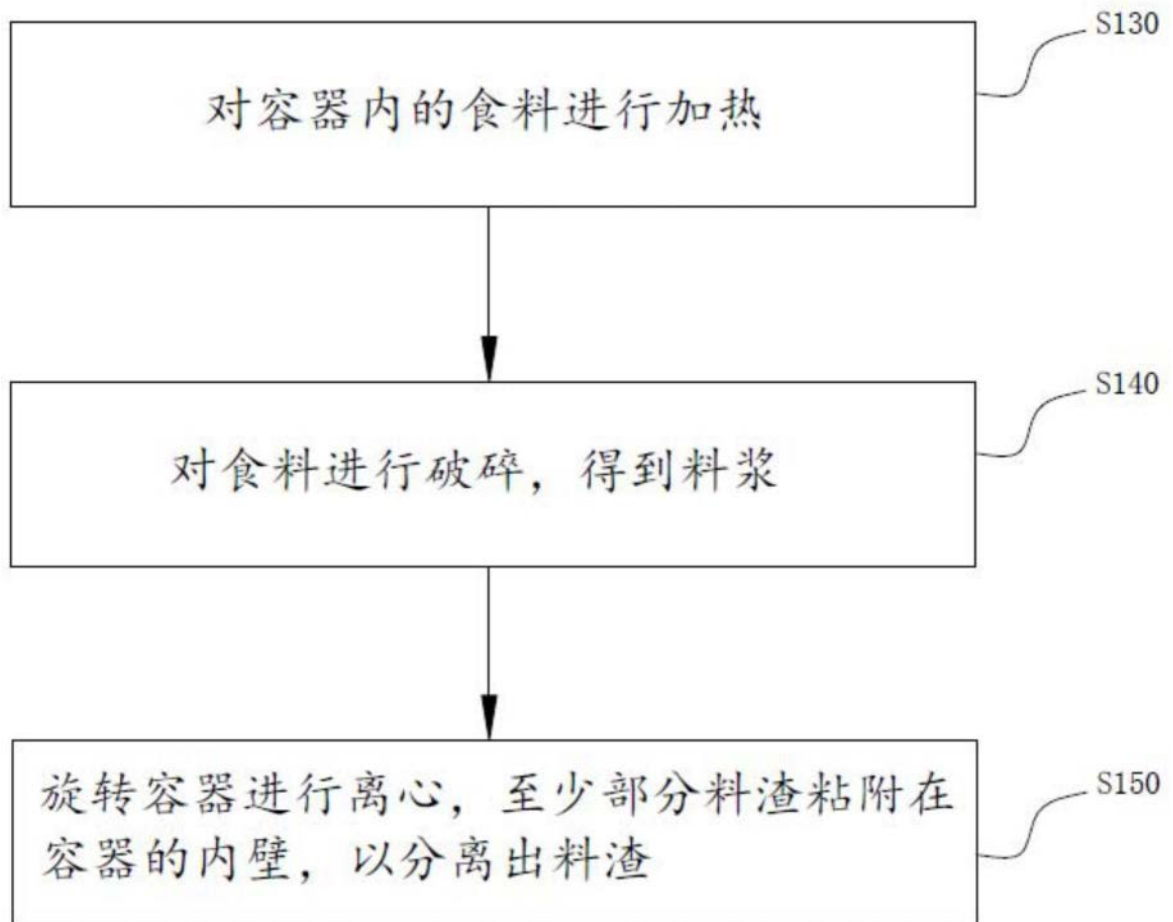 S130
对容器内的食料进行加热
S140
对食料进行破碎，得到料浆
S150
旋转容器进行离心，至少部分料渣粘附在
容器的内壁，以分离出料渣